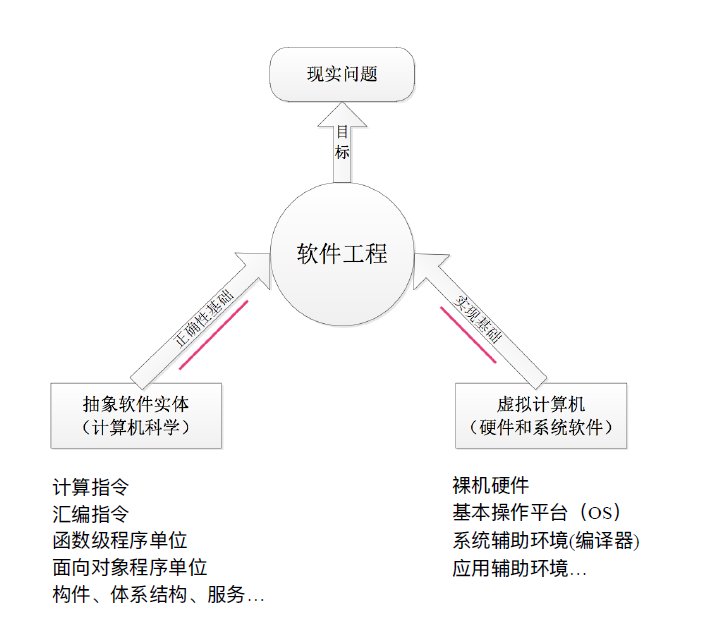 现实问题
目标
软件工程
正确性基础
实现基础
抽象软件实体
（计算机科学）
虚拟计算机
（硬件和系统软件）
计算指令
汇编指令
函数级程序单位
面向对象程序单位
构件、体系结构、服务…
裸机硬件
基本操作平台（OS）
系统辅助环境(编译器)
应用辅助环境…